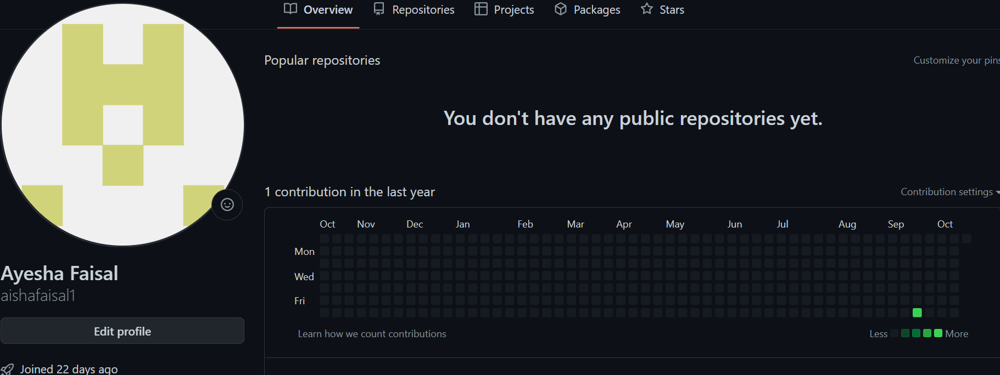 Overview Repositories Projects Packages Stars
Popular repositories Customize your pins
You don't have any public repositories yet.
1 contribution in the last year Contribution settings
Oct Nov Dec Jan Feb Mar Apr May Jun Jul Aug Sep Oct
Mon
Wed
Fri
Learn how we count contributions Less More
Ayesha Faisal
aishafaisal1
Edit profile
Joined 22 days ago